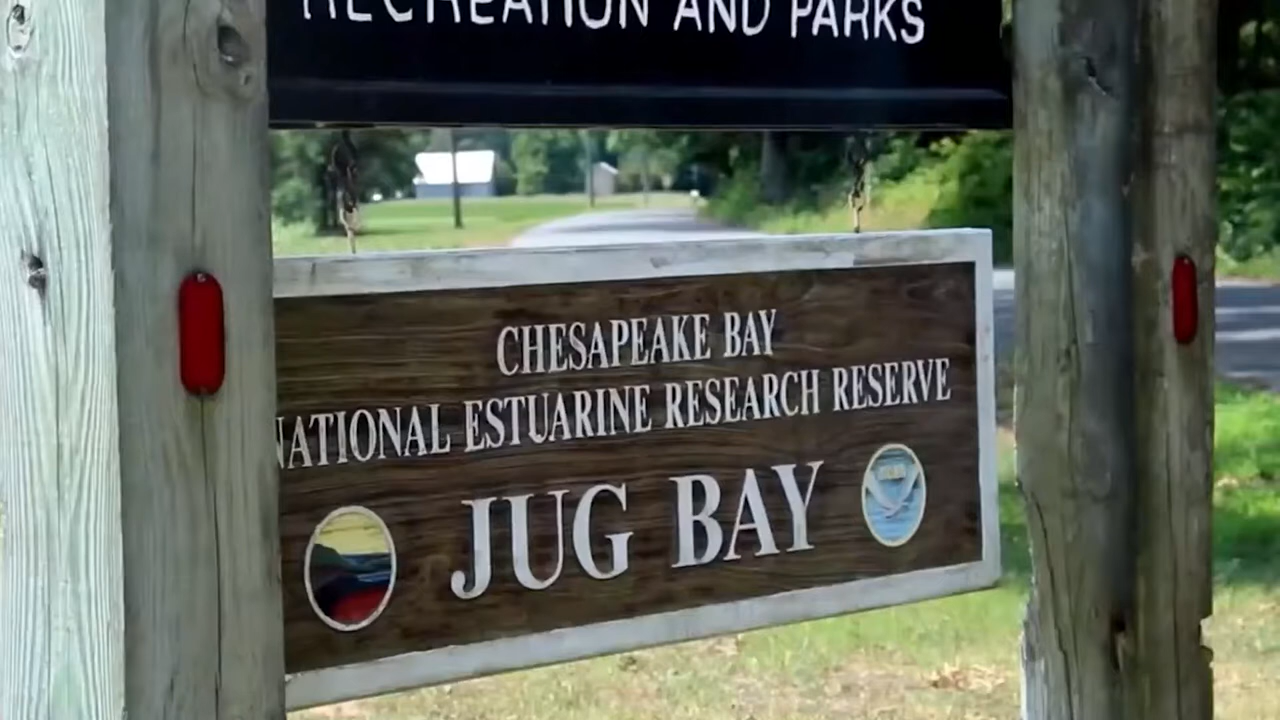 RECREATION AND PARKS
CHESAPEAKE BAY
NATIONAL ESTUARINE RESEARCH RESERVE
JUG BAY